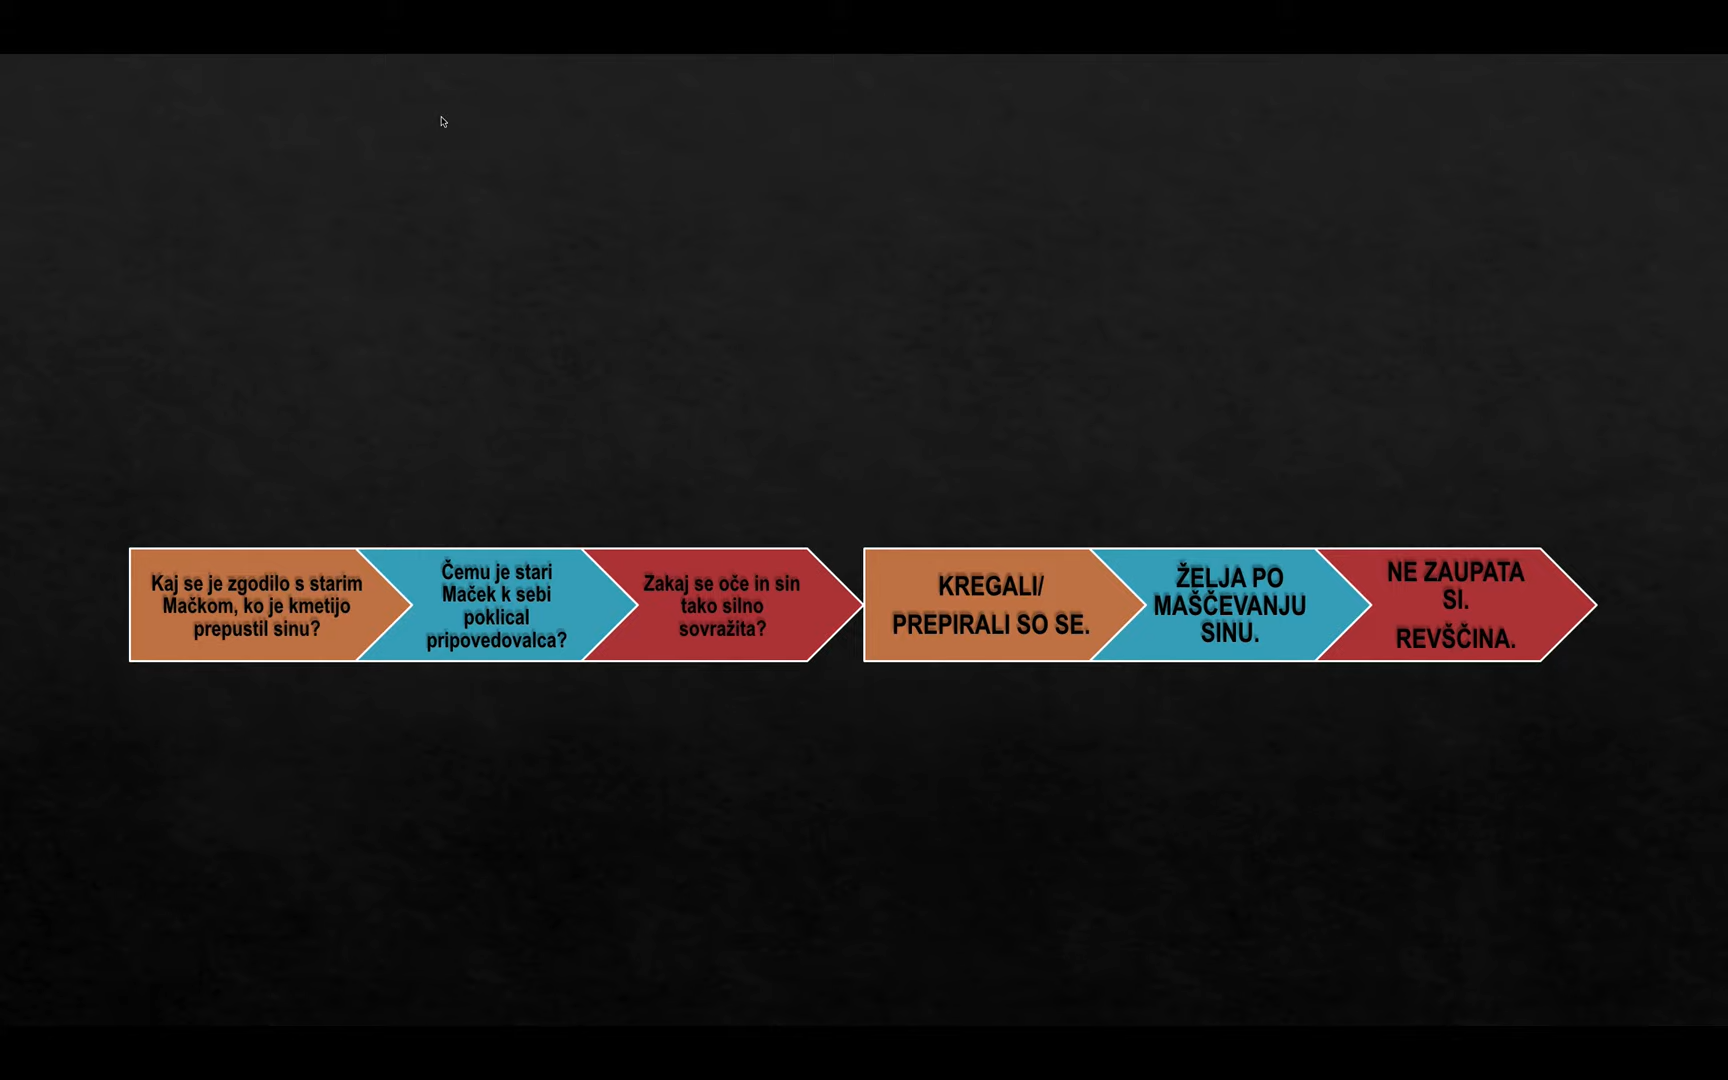 Kaj se je zgodilo s starim
Mačkom, ko je kmetijo
prepustil sinu?
Čemu je stari
Maček k sebi
poklical
pripovedovalca?
Zakaj se oče in sin
tako silno
sovražita?
KREGALI/
PREPIRALI SO SE.
ŽELJA PO
MAŠČEVANJU
SINU.
NE ZAUPATA
SI.
REVŠČINA.